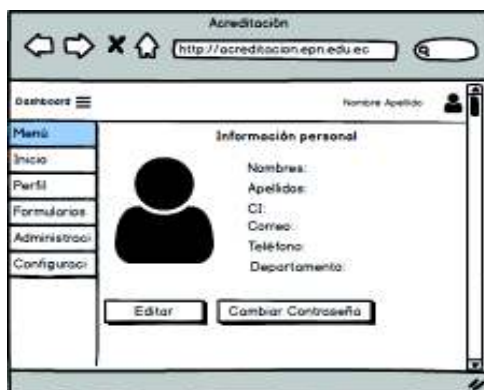 Acreditación
http://acreditacion.epn.edu.ec
Dashboard
Nombre Apellido
Menú
Información personal
Inicio
Perfil
Formularios
Administraci
Configuraci
Nombres:
Apellidos:
CI:
Correo:
Teléfono:
Departamento:
Editar
Cambiar Contraseña